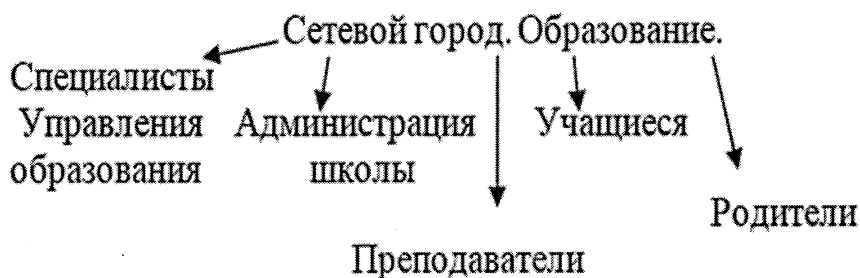 Сетевой город. Образование.
Специалисты
Управления
образования
Администрация
школы
Преподаватели
Учащиеся
Родители